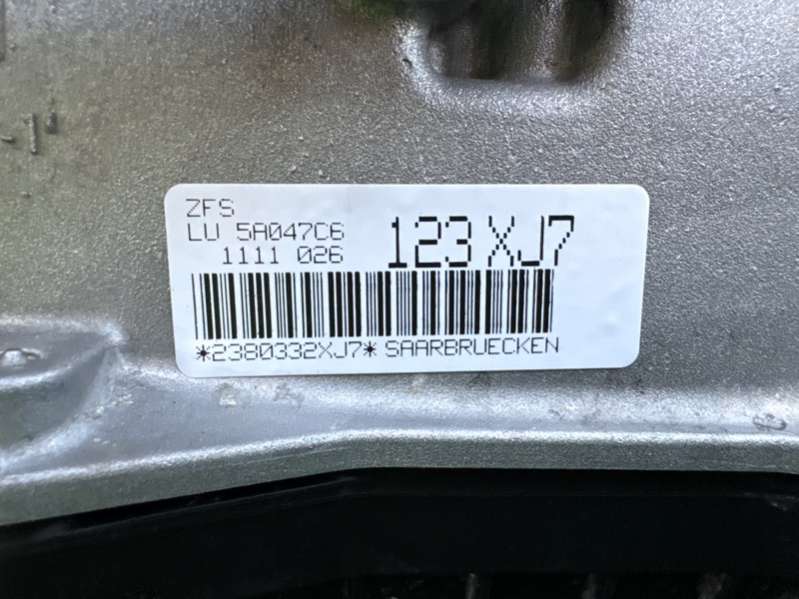 ZFS
LU 5A047C6
1111 026
123 XJ7
*2380332XJ7* SAARBRUECKEN